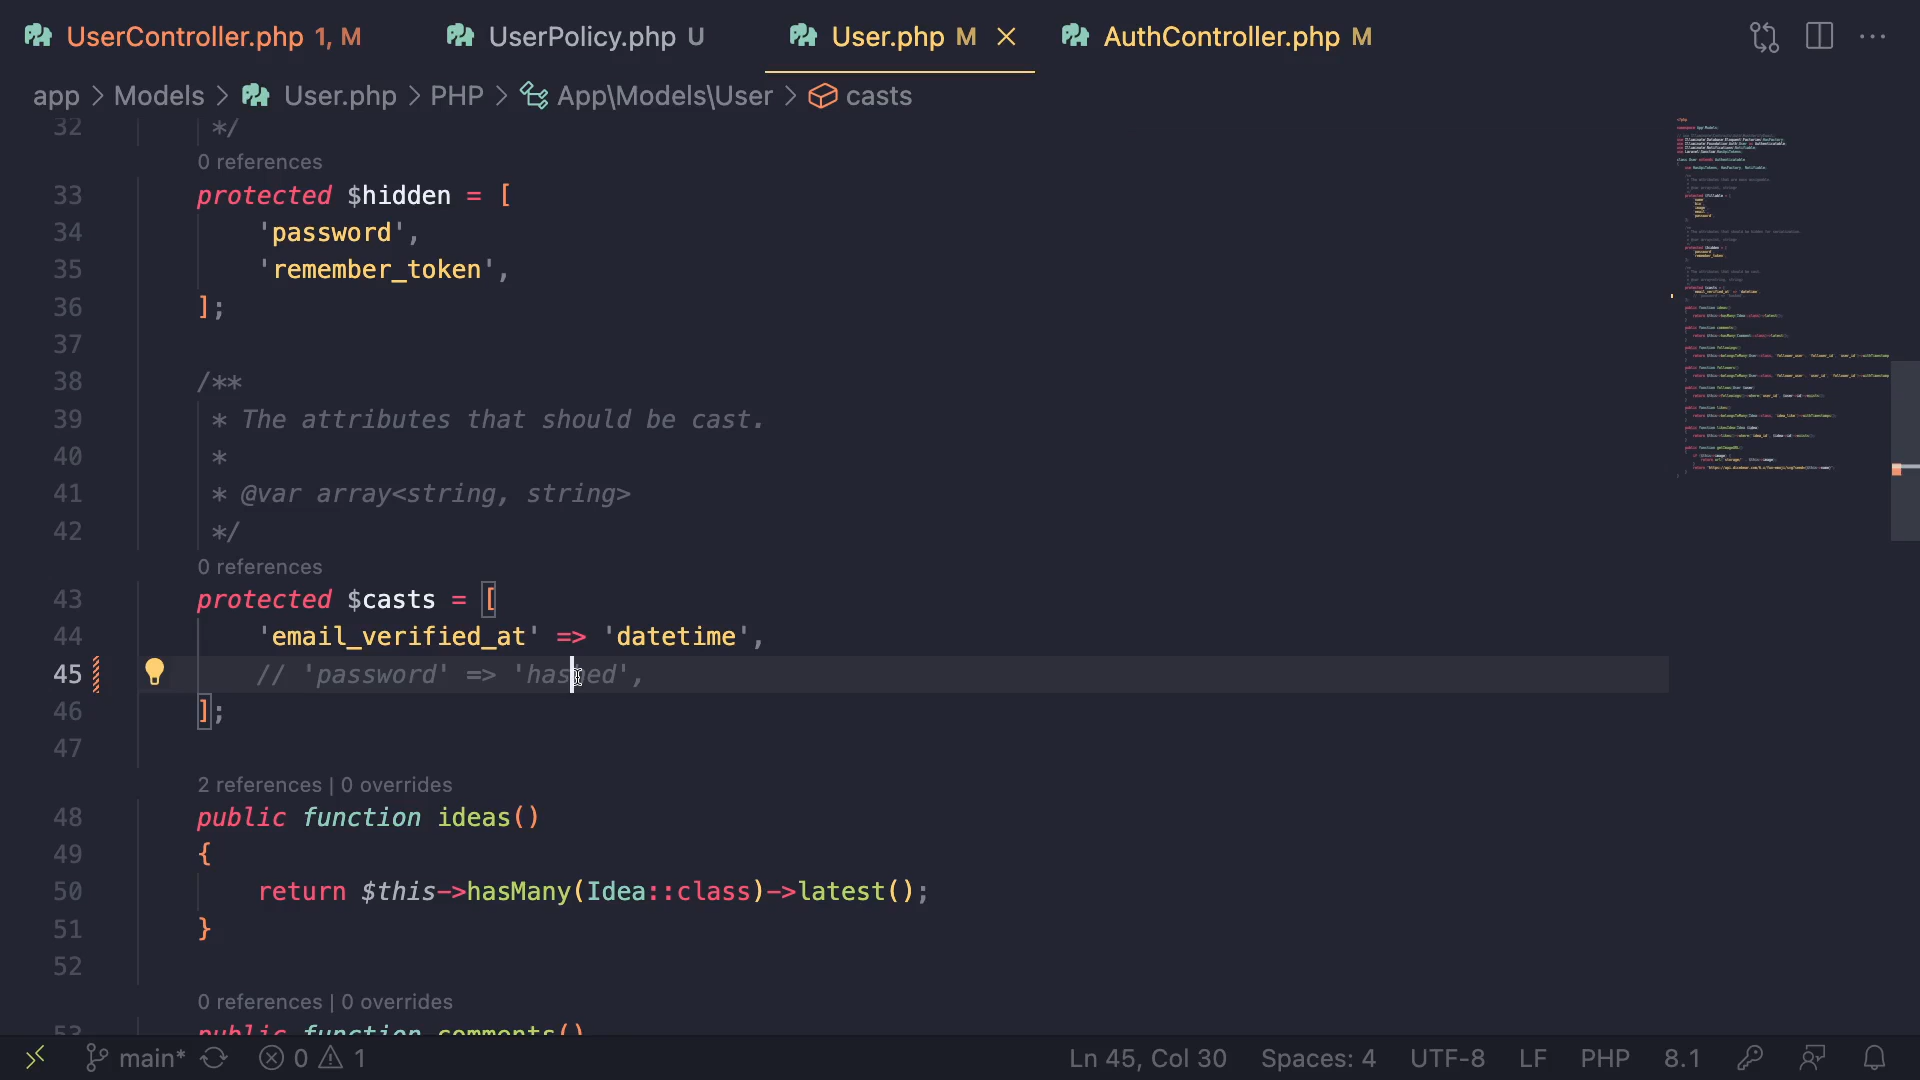 UserController.php 1, M UserPolicy.php U User.php M AuthController.php M
app > Models > User.php > PHP > App\Models\User > casts
32 */
0 references
33 protected $hidden = [
34 'password',
35 'remember_token',
36 ];
37
38 /**
39 * The attributes that should be cast.
40 *
41 * @var array<string, string>
42 */
0 references
43 protected $casts = [
44 'email_verified_at' => 'datetime',
45 // 'password' => 'hashed',
46 ];
47
2 references | 0 overrides
48 public function ideas()
49 {
50 return $this->hasMany(Idea::class)->latest();
51 }
52
0 references | 0 overrides
53 public function comments()
main* 0 1 Ln 45, Col 30 Spaces: 4 UTF-8 LF PHP 8.1